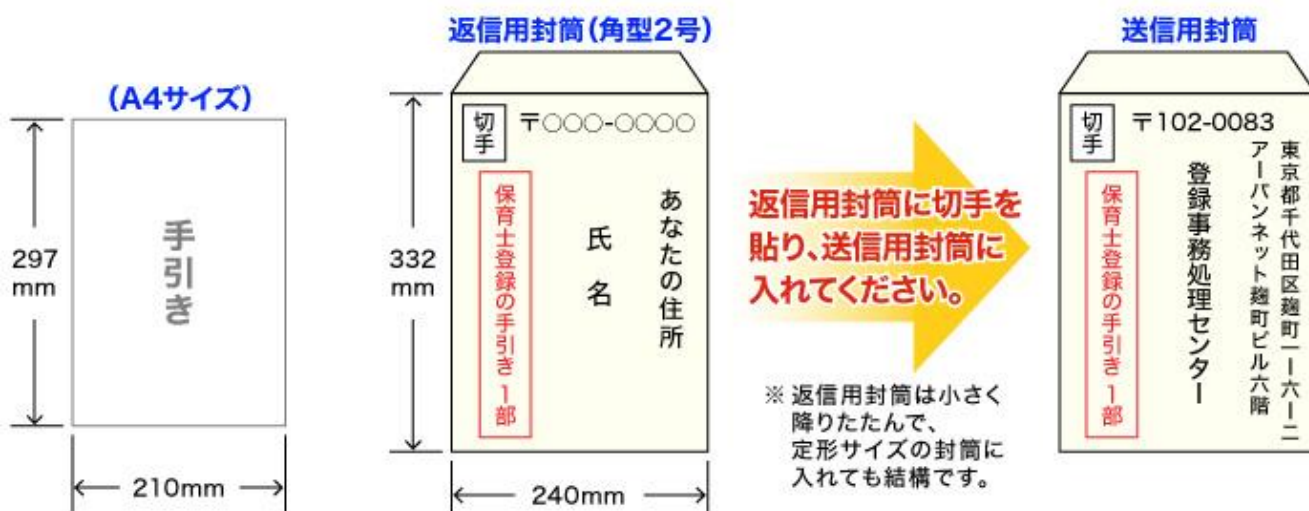 (A4サイズ)
297
mm
手引き
210mm
返信用封筒(角型2号)
332
mm
切手
〒○○○-○○○○
あなたの住所
氏名
保育士登録の手引き 1部
240mm
返信用封筒に切手を
貼り、送信用封筒に
入れてください。
※ 返信用封筒は小さく
降りたたんで、
定形サイズの封筒に
入れても結構です。
送信用封筒
切手
〒102-0083
東京都千代田区麹町一ー六ー二
アーバンネット麹町ビル六階
登録事務処理センター
保育士登録の手引き 1部